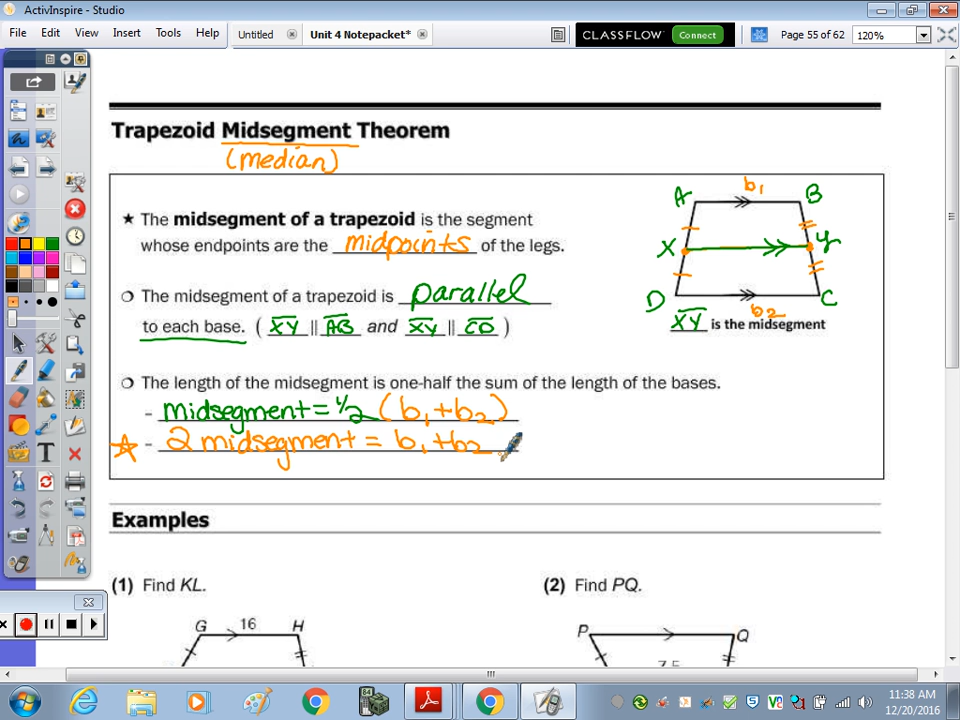 ActivInspire - Studio
File Edit View Insert Tools Help Untitled Unit 4 Notepacket* CLASSFLOW Connect Page 55 of 62 120%
Trapezoid Midsegment Theorem
(median)
★ The midsegment of a trapezoid is the segment
whose endpoints are the midpoints of the legs.
○ The midsegment of a trapezoid is parallel
to each base. ( XY || AB and XY || CD )
A b₁ B
X Y
D b₂ C
XY is the midsegment
○ The length of the midsegment is one-half the sum of the length of the bases.
- midsegment = 1/2 (b₁ + b₂)
☆ - 2 midsegment = b₁ + b₂
Examples
(1) Find KL.
G 16 H
(2) Find PQ.
P Q
11:38 AM
12/20/2016